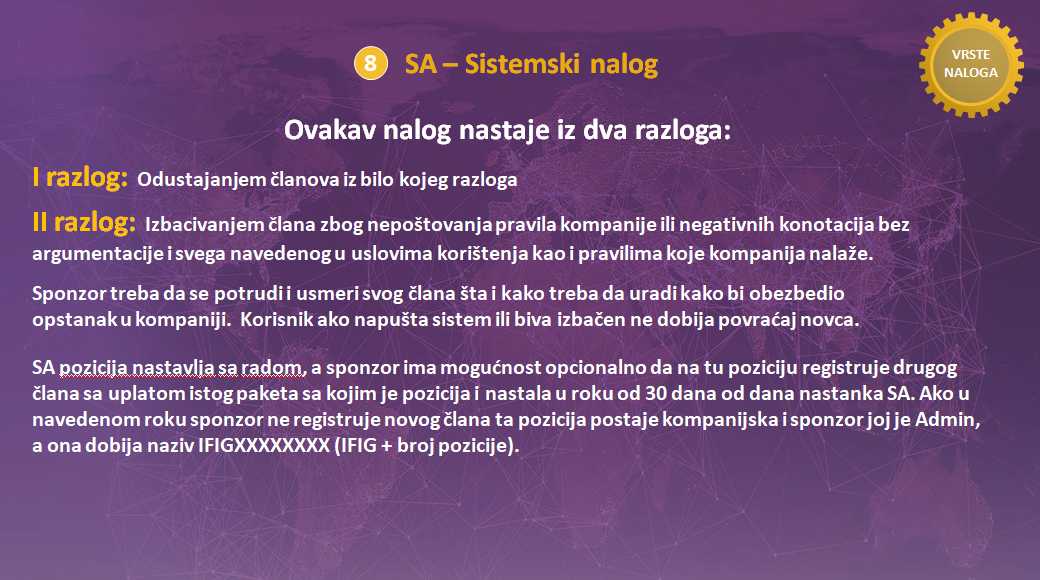 8 SA – Sistemski nalog
VRSTE
NALOGA
Ovakav nalog nastaje iz dva razloga:
I razlog: Odustajanjem članova iz bilo kojeg razloga
II razlog: Izbacivanjem člana zbog nepoštovanja pravila kompanije ili negativnih konotacija bez
argumentacije i svega navedenog u uslovima korištenja kao i pravilima koje kompanija nalaže.
Sponzor treba da se potrudi i usmeri svog člana šta i kako treba da uradi kako bi obezbedio
opstanak u kompaniji. Korisnik ako napušta sistem ili biva izbačen ne dobija povraćaj novca.
SA pozicija nastavlja sa radom, a sponzor ima mogućnost opcionalno da na tu poziciju registruje drugog
člana sa uplatom istog paketa sa kojim je pozicija i nastala u roku od 30 dana od dana nastanka SA. Ako u
navedenom roku sponzor ne registruje novog člana ta pozicija postaje kompanijska i sponzor joj je Admin,
a ona dobija naziv IFIGXXXXXXXX (IFIG + broj pozicije).